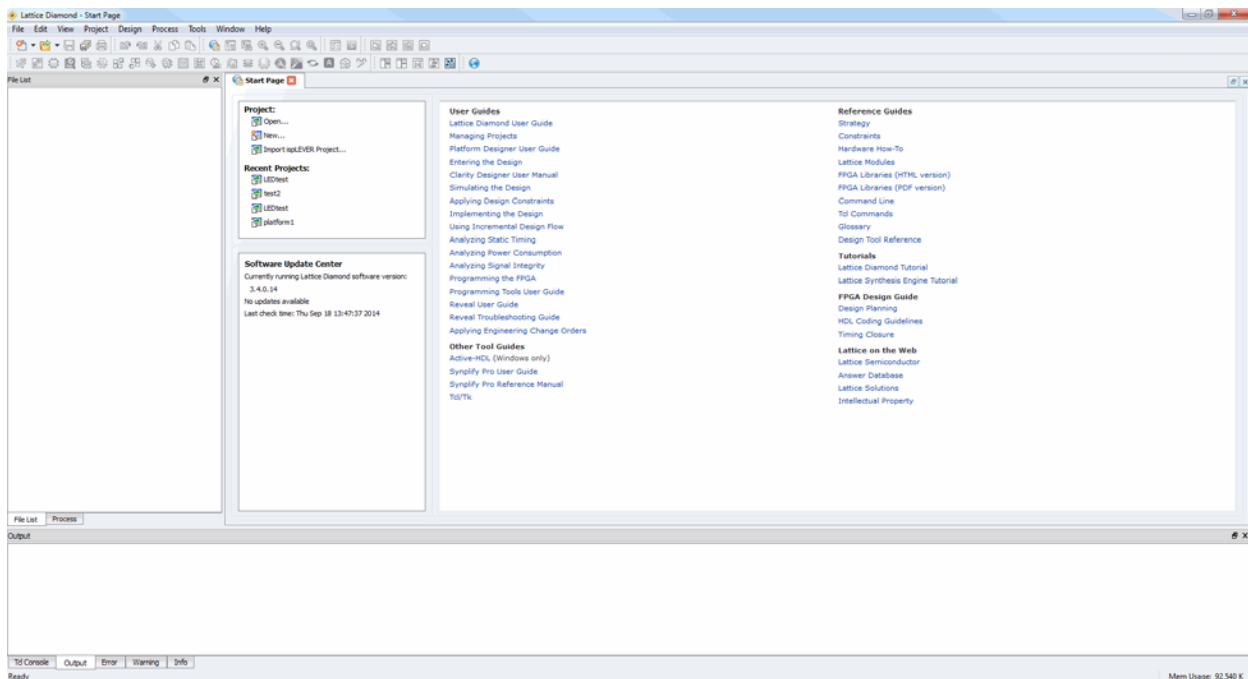 Lattice Diamond - Start Page
File Edit View Project Design Process Tools Window Help
File List
Start Page
Project:
Open...
New...
Import ispLEVER Project...
Recent Projects:
LEDtest
test2
LEDtest
platform1
Software Update Center
Currently running Lattice Diamond software version:
3.4.0.14
No updates available
Last check time: Thu Sep 18 13:47:37 2014
User Guides
Lattice Diamond User Guide
Managing Projects
Platform Designer User Guide
Entering the Design
Clarity Designer User Manual
Simulating the Design
Applying Design Constraints
Implementing the Design
Using Incremental Design Flow
Analyzing Static Timing
Analyzing Power Consumption
Analyzing Signal Integrity
Programming the FPGA
Programming Tools User Guide
Reveal User Guide
Reveal Troubleshooting Guide
Applying Engineering Change Orders
Other Tool Guides
Active-HDL (Windows only)
Synplify Pro User Guide
Synplify Pro Reference Manual
Tcl/Tk
Reference Guides
Strategy
Constraints
Hardware How-To
Lattice Modules
FPGA Libraries (HTML version)
FPGA Libraries (PDF version)
Command Line
Tcl Commands
Glossary
Design Tool Reference
Tutorials
Lattice Diamond Tutorial
Lattice Synthesis Engine Tutorial
FPGA Design Guide
Design Planning
HDL Coding Guidelines
Timing Closure
Lattice on the Web
Lattice Semiconductor
Answer Database
Lattice Solutions
Intellectual Property
File List Process
Output
Tcl Console Output Error Warning Info
Ready
Mem Usage: 92,540 K